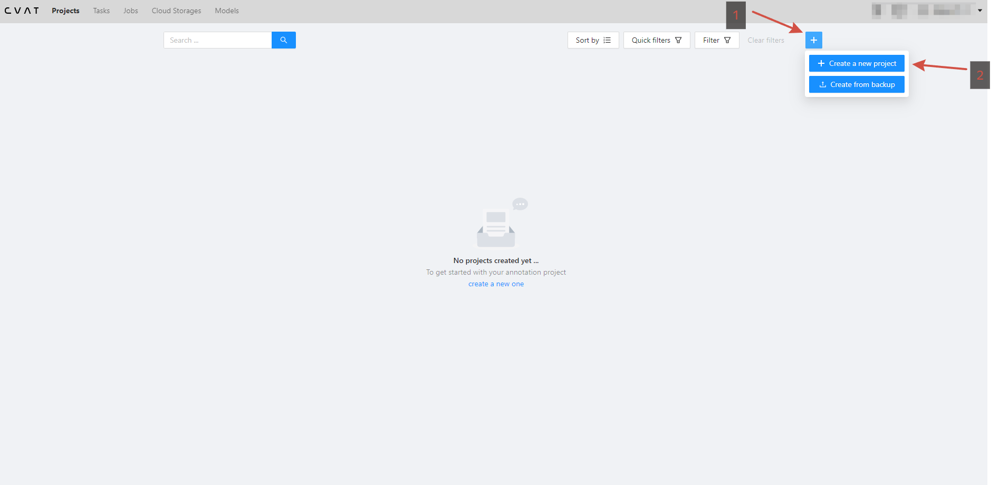 CVAT Projects Tasks Jobs Cloud Storages Models
1
Search ...
Sort by Quick filters Filter Clear filters
Create a new project
2
Create from backup
No projects created yet ...
To get started with your annotation project
create a new one